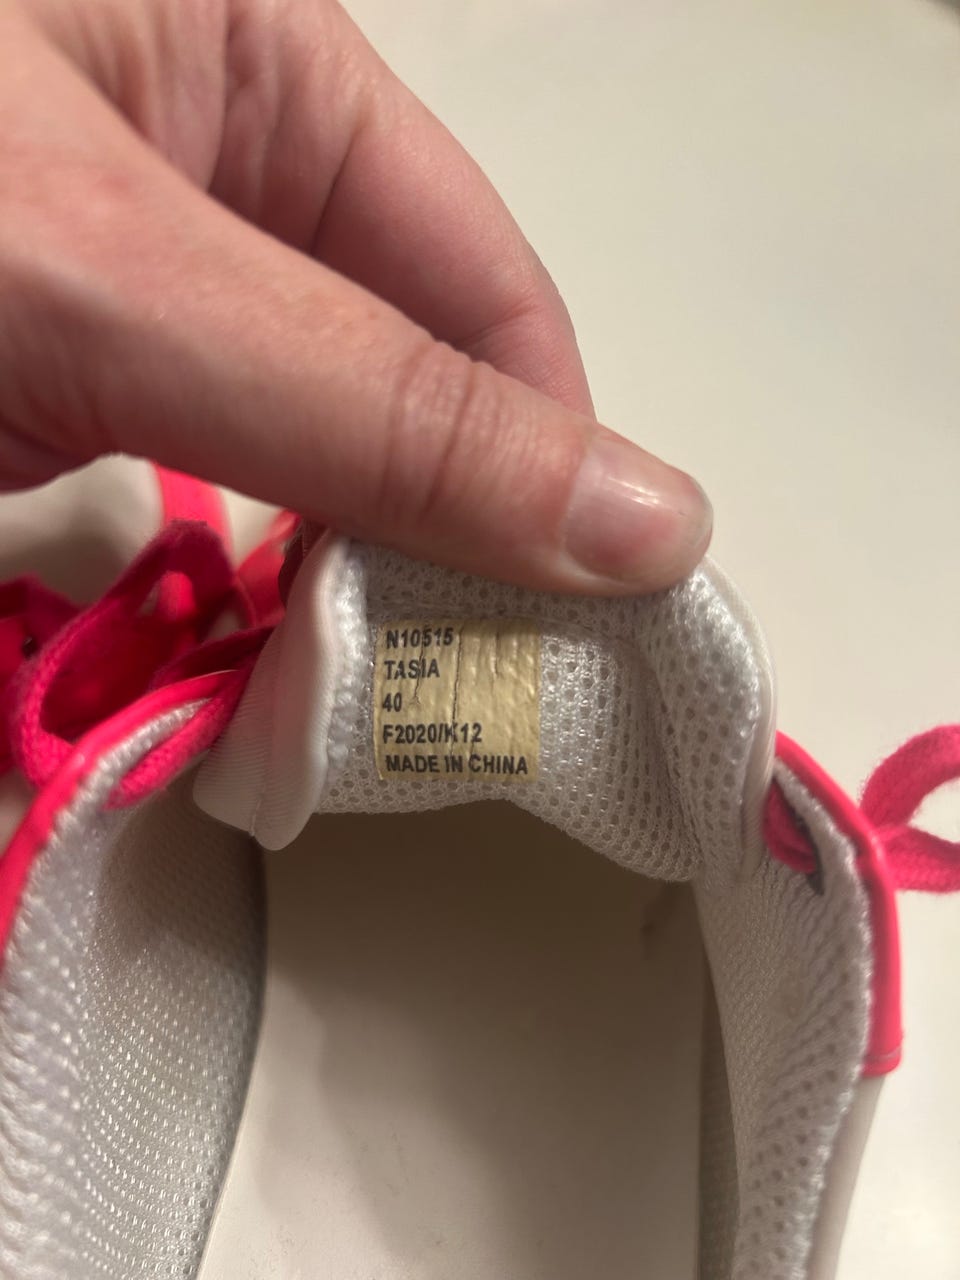 N10515
TASIA
40
F2020/K12
MADE IN CHINA